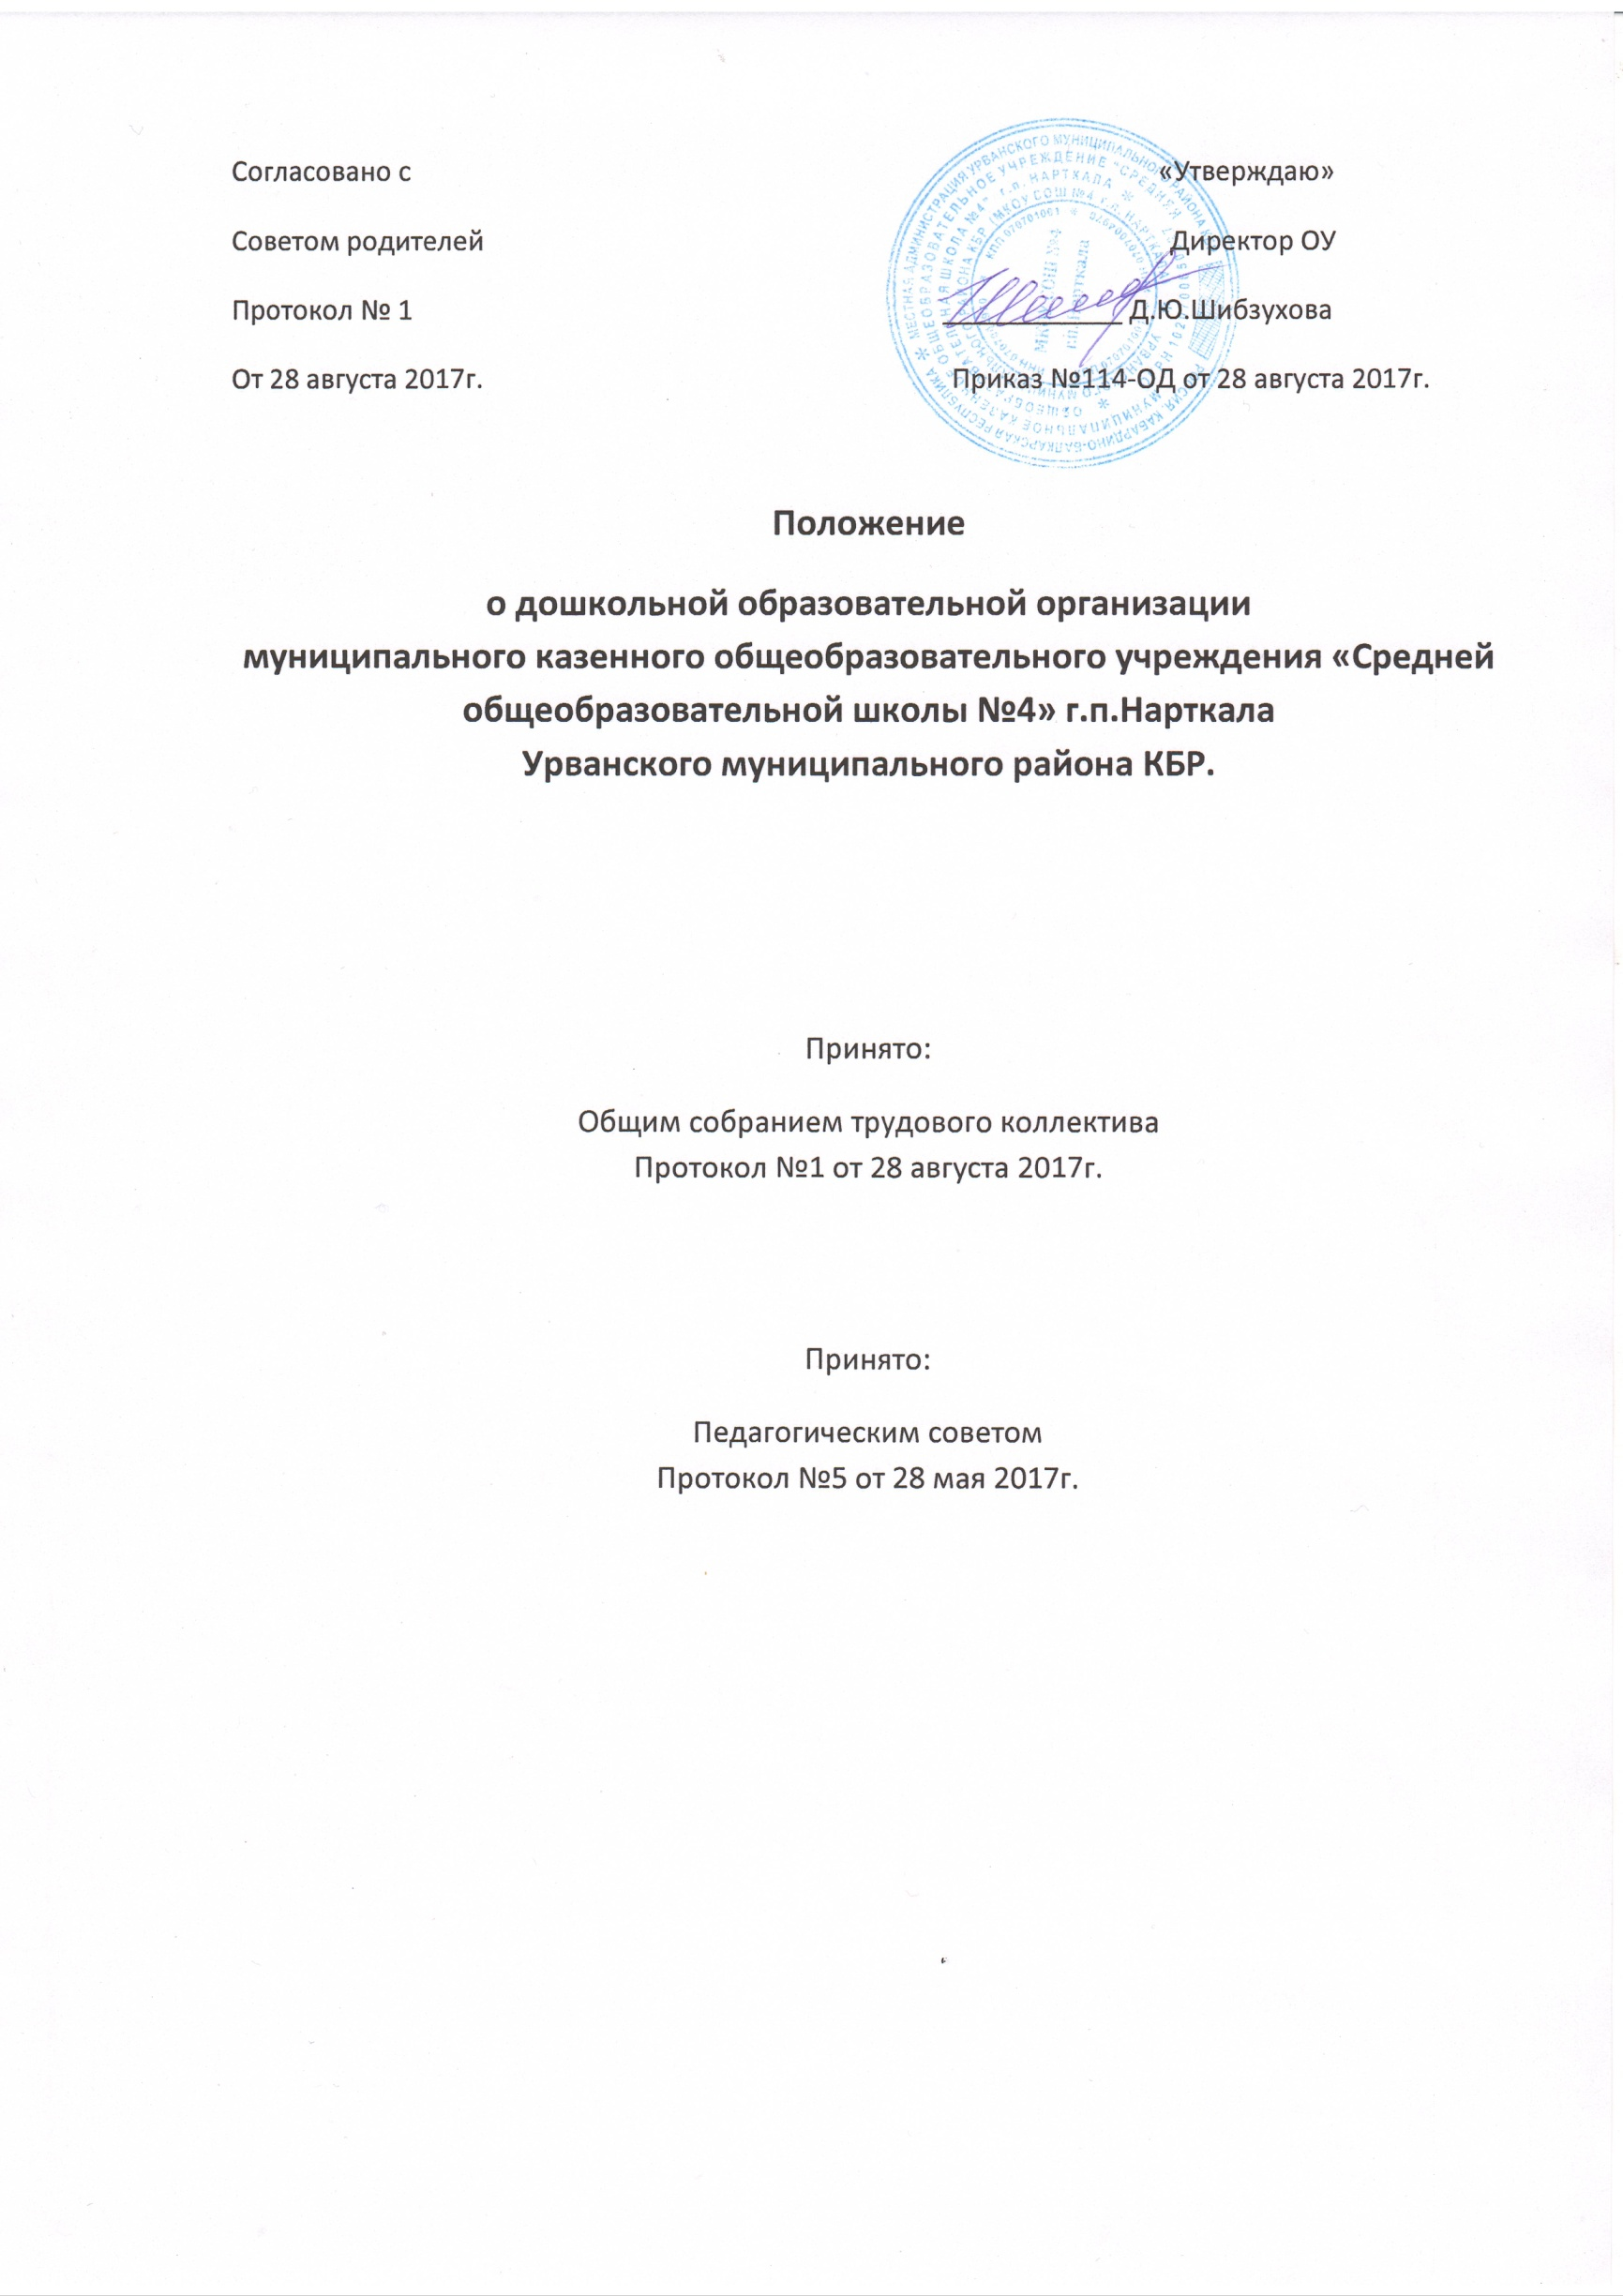 Согласовано с «Утверждаю»
Советом родителей Директор ОУ
Протокол № 1 Д.Ю.Шибзухова
От 28 августа 2017г. Приказ №114-ОД от 28 августа 2017г.
Положение
о дошкольной образовательной организации
муниципального казенного общеобразовательного учреждения «Средней
общеобразовательной школы №4» г.п.Нарткала
Урванского муниципального района КБР.
Принято:
Общим собранием трудового коллектива
Протокол №1 от 28 августа 2017г.
Принято:
Педагогическим советом
Протокол №5 от 28 мая 2017г.